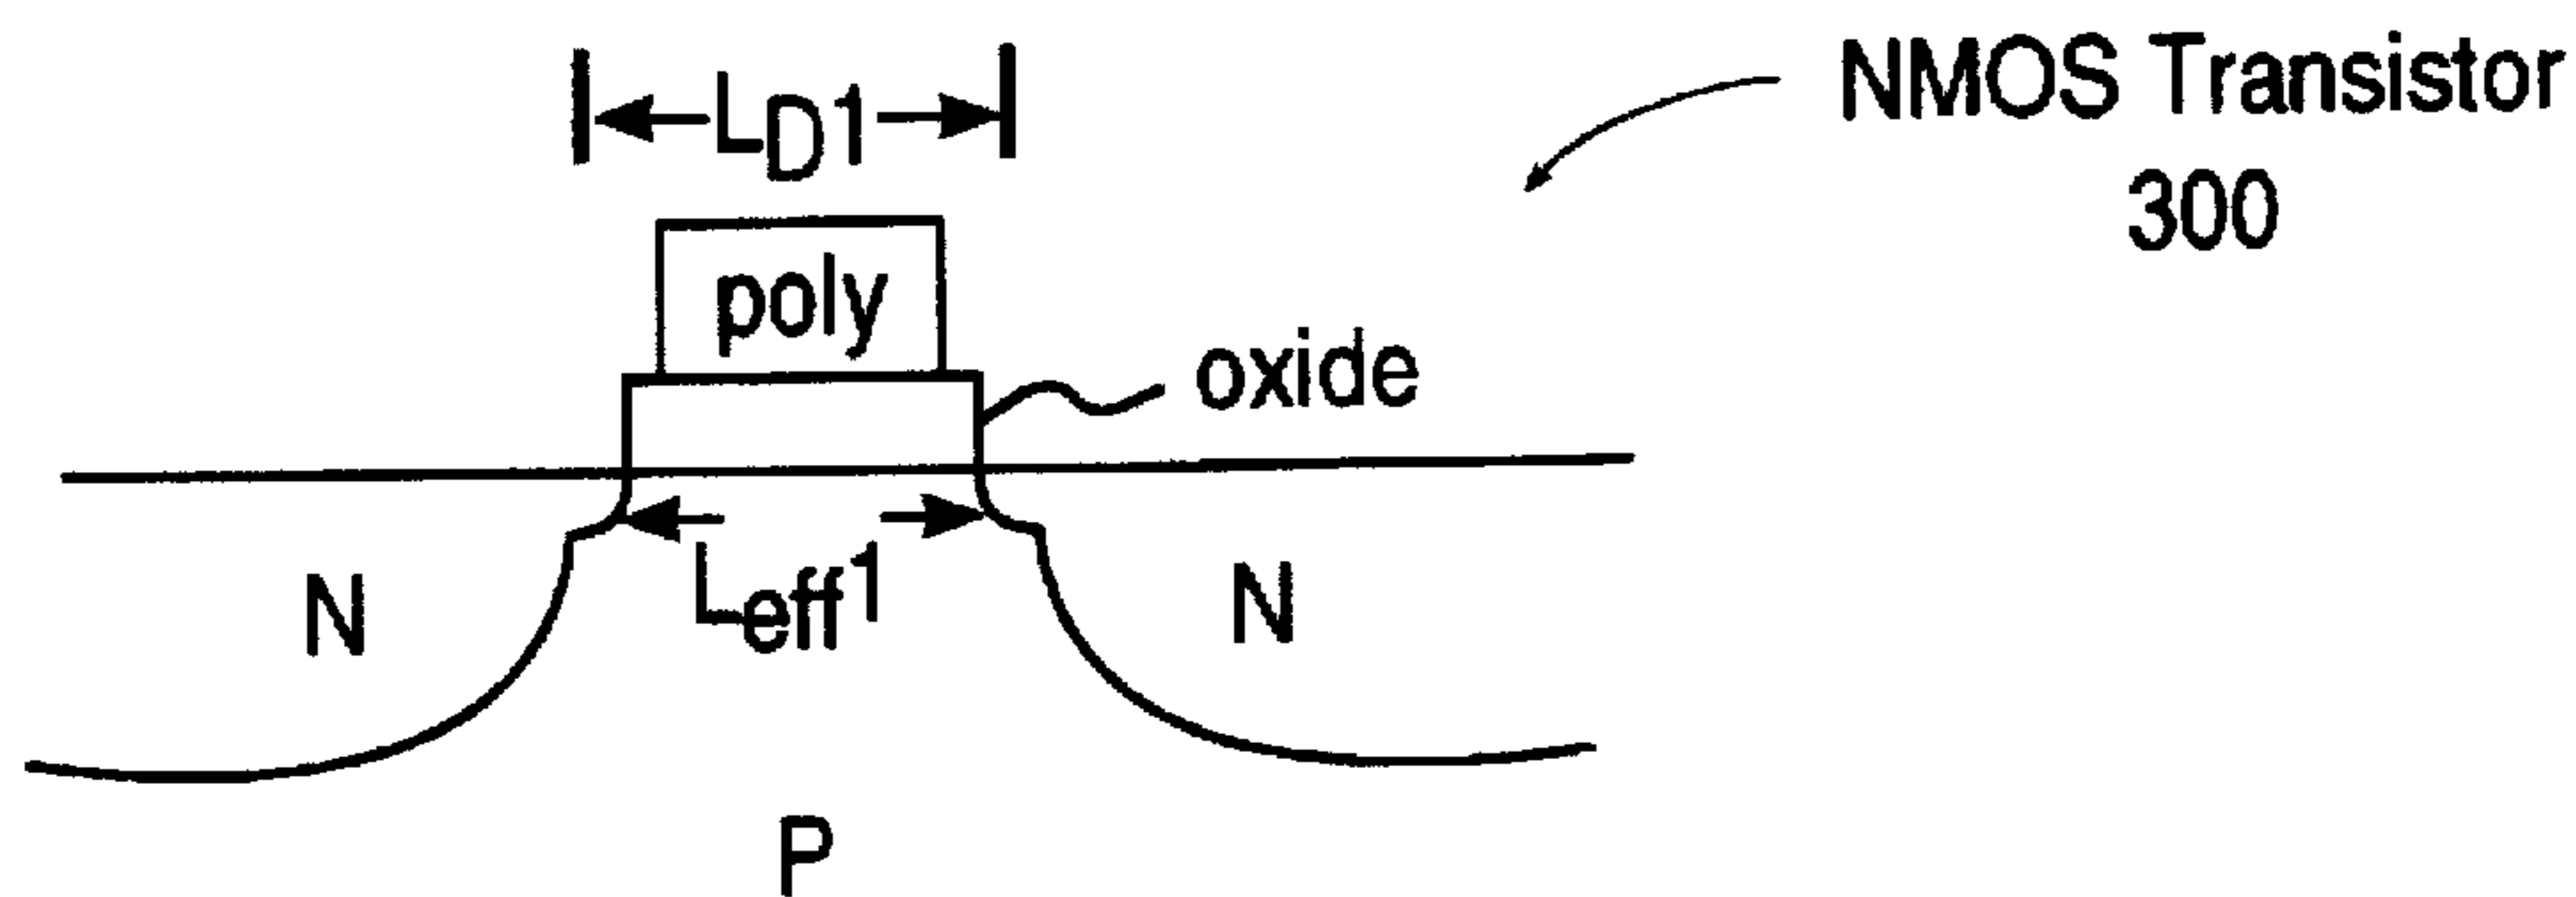 NMOS Transistor
300
LD1
poly
oxide
Leff1
N
N
P